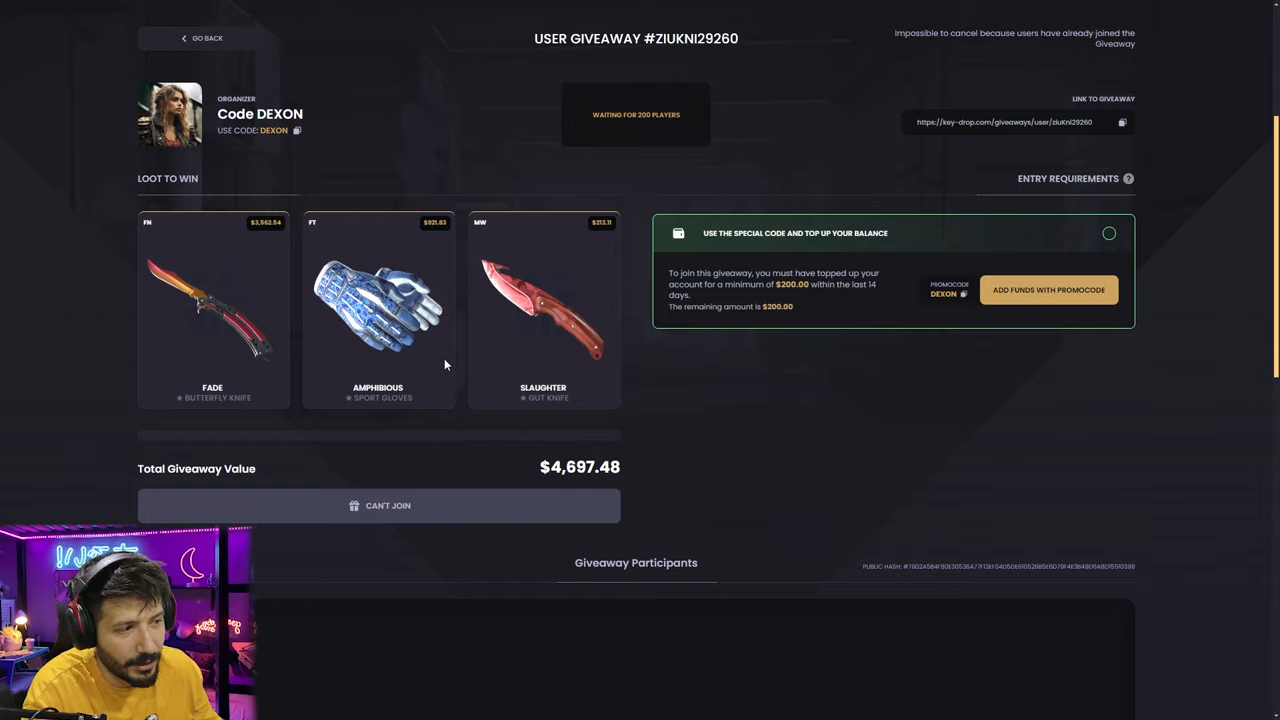 GO BACK
USER GIVEAWAY #ZIUKNI29260
Impossible to cancel because users have already joined the
Giveaway
ORGANIZER
Code DEXON
USE CODE: DEXON
WAITING FOR 200 PLAYERS
LINK TO GIVEAWAY
https://key-drop.com/giveaways/user/ziuKni29260
LOOT TO WIN
ENTRY REQUIREMENTS ?
FN $3,562.54
FT $921.83
MW $213.11
USE THE SPECIAL CODE AND TOP UP YOUR BALANCE
To join this giveaway, you must have topped up your
account for a minimum of $200.00 within the last 14
days.
The remaining amount is $200.00
PROMOCODE
DEXON
ADD FUNDS WITH PROMOCODE
FADE
★ BUTTERFLY KNIFE
AMPHIBIOUS
★ SPORT GLOVES
SLAUGHTER
★ GUT KNIFE
Total Giveaway Value
$4,697.48
CAN'T JOIN
Giveaway Participants
PUBLIC HASH: